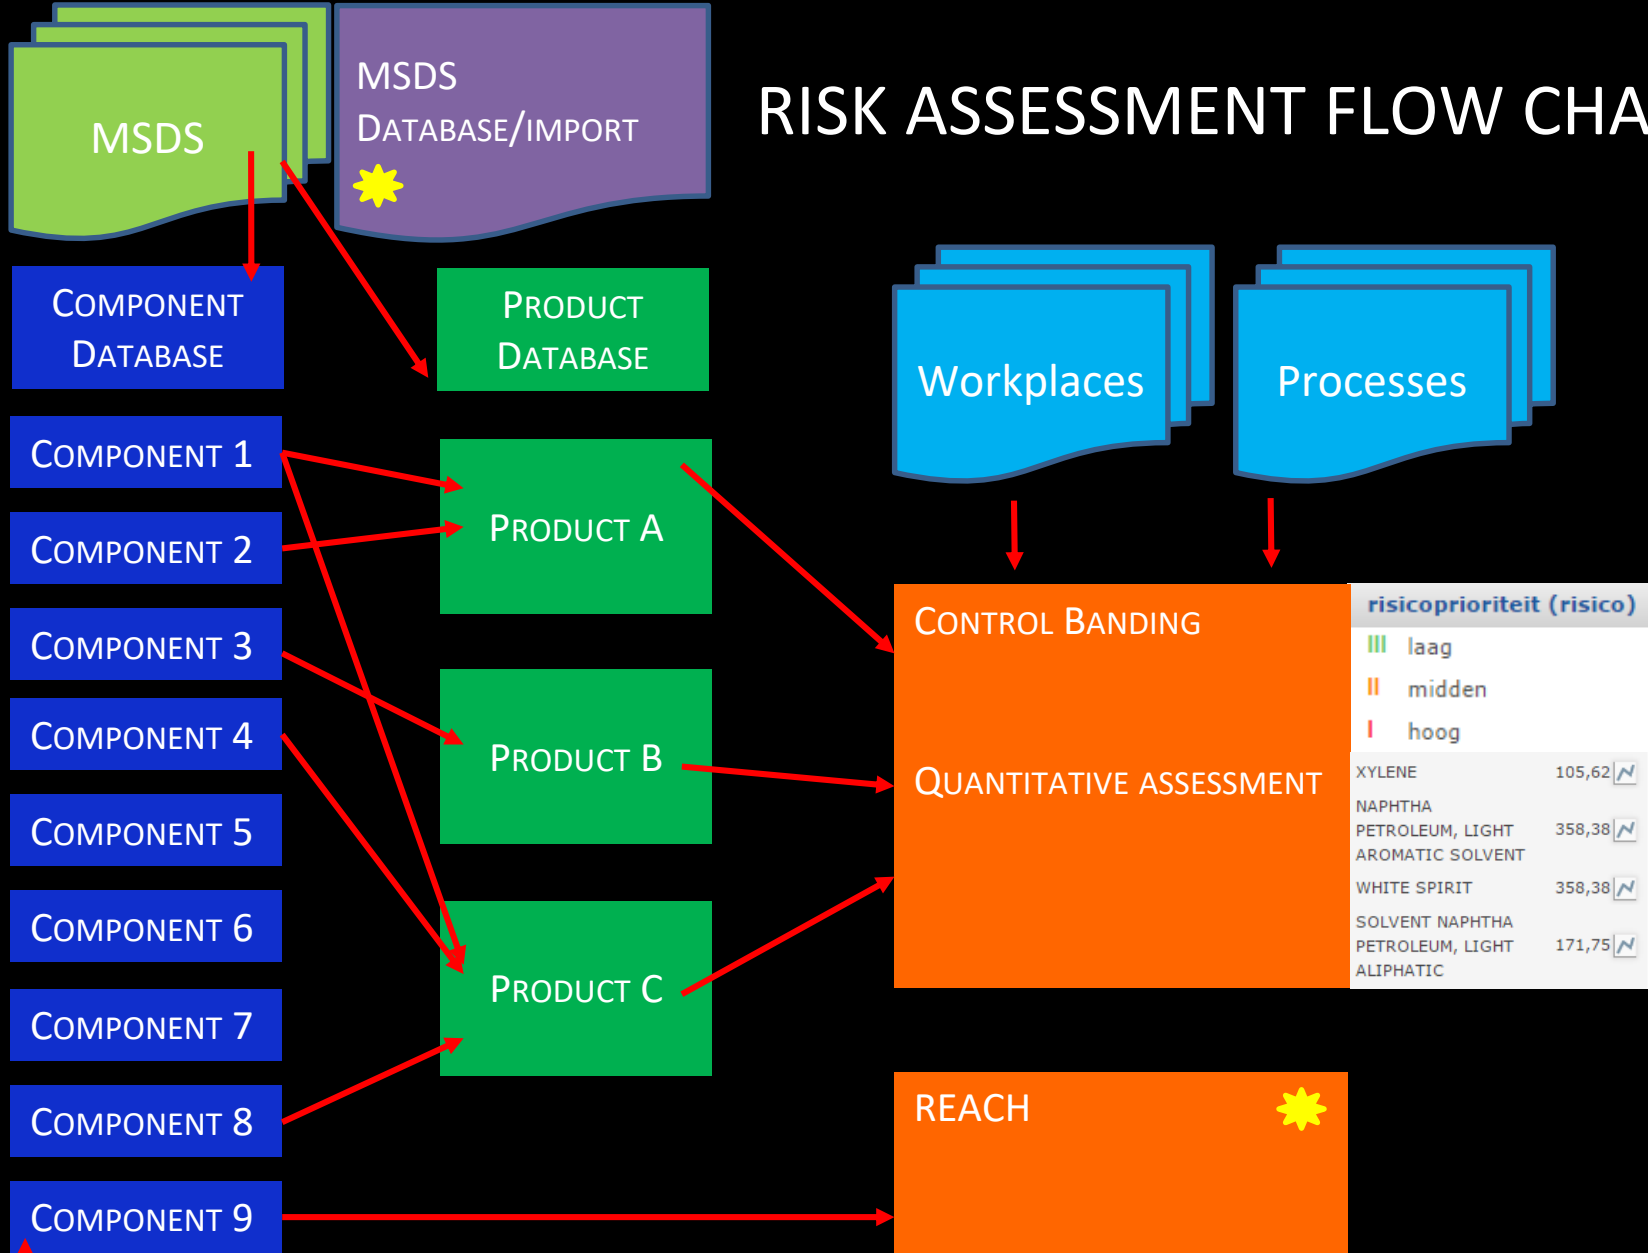 MSDS
MSDS
DATABASE/IMPORT
RISK ASSESSMENT FLOW CHA
COMPONENT
DATABASE
PRODUCT
DATABASE
Workplaces
Processes
COMPONENT 1
COMPONENT 2
COMPONENT 3
COMPONENT 4
COMPONENT 5
COMPONENT 6
COMPONENT 7
COMPONENT 8
COMPONENT 9
PRODUCT A
PRODUCT B
PRODUCT C
CONTROL BANDING
QUANTITATIVE ASSESSMENT
risicoprioriteit (risico)
III laag
II midden
I hoog
XYLENE 105,62
NAPHTHA
PETROLEUM, LIGHT 358,38
AROMATIC SOLVENT
WHITE SPIRIT 358,38
SOLVENT NAPHTHA
PETROLEUM, LIGHT 171,75
ALIPHATIC
REACH